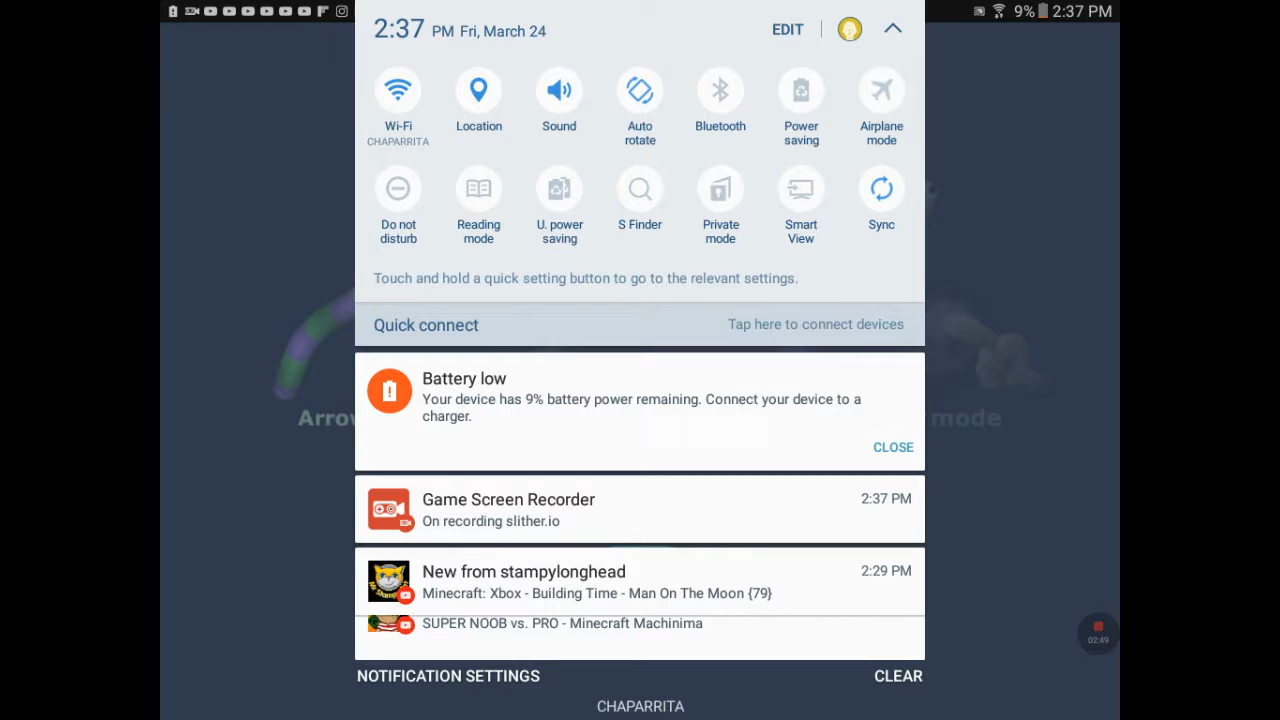 9% 2:37 PM
2:37 PM Fri, March 24 EDIT
Wi-Fi Location Sound Auto rotate Bluetooth Power saving Airplane mode
CHAPARRITA
Do not disturb Reading mode U. power saving S Finder Private mode Smart View Sync
Touch and hold a quick setting button to go to the relevant settings.
Quick connect Tap here to connect devices
Battery low
Your device has 9% battery power remaining. Connect your device to a
charger.
CLOSE
Arrow mode
Game Screen Recorder 2:37 PM
On recording slither.io
New from stampylonghead 2:29 PM
Minecraft: Xbox - Building Time - Man On The Moon {79}
SUPER NOOB vs. PRO - Minecraft Machinima
02:49
NOTIFICATION SETTINGS CLEAR
CHAPARRITA